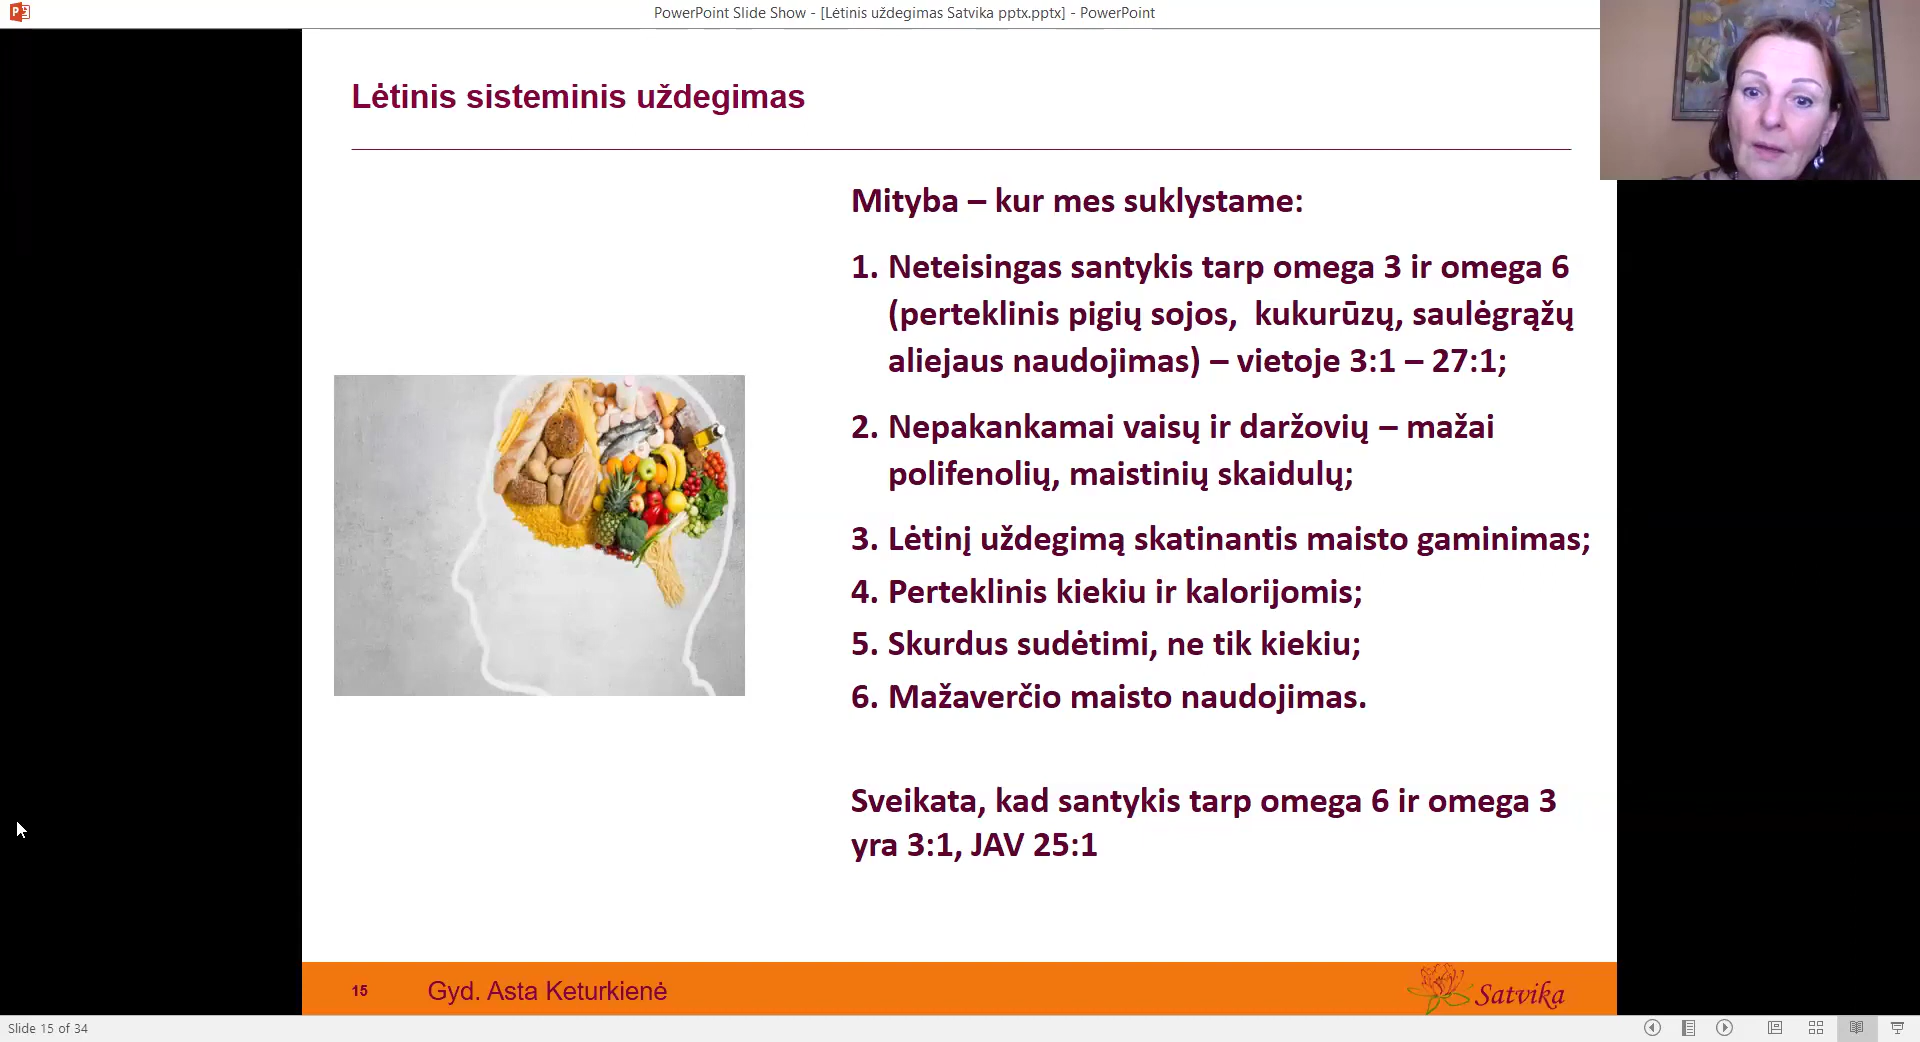 PowerPoint Slide Show - [Lėtinis uždegimas Satvika pptx.pptx] - PowerPoint
Lėtinis sisteminis uždegimas
Mityba – kur mes suklystame:
1. Neteisingas santykis tarp omega 3 ir omega 6
(perteklinis pigių sojos, kukurūzų, saulėgrąžų
aliejaus naudojimas) – vietoje 3:1 – 27:1;
2. Nepakankamai vaisų ir daržovių – mažai
polifenolių, maistinių skaidulų;
3. Lėtinį uždegimą skatinantis maisto gaminimas;
4. Perteklinis kiekiu ir kalorijomis;
5. Skurdus sudėtimi, ne tik kiekiu;
6. Mažaverčio maisto naudojimas.
Sveikata, kad santykis tarp omega 6 ir omega 3
yra 3:1, JAV 25:1
15 Gyd. Asta Keturkienė
Satvika
Slide 15 of 34